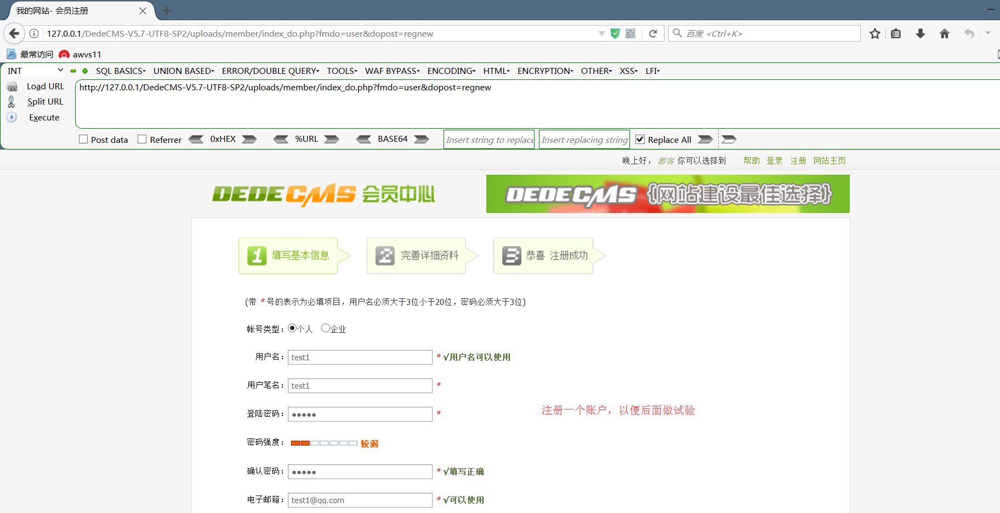 我的网站- 会员注册
127.0.0.1/DedeCMS-V5.7-UTF8-SP2/uploads/member/index_do.php?fmdo=user&dopost=regnew
百度 <Ctrl+K>
最常访问 awvs11
INT SQL BASICS UNION BASED ERROR/DOUBLE QUERY TOOLS WAF BYPASS ENCODING HTML ENCRYPTION OTHER XSS LFI
Load URL
http://127.0.0.1/DedeCMS-V5.7-UTF8-SP2/uploads/member/index_do.php?fmdo=user&dopost=regnew
Split URL
Execute
Post data Referrer 0xHEX %URL BASE64 Insert string to replace Insert replacing string Replace All
晚上好， 游客 你可以选择到 帮助 登录 注册 网站主页
DEDECMS 会员中心
DEDECMS {网站建设最佳选择}
1 填写基本信息
2 完善详细资料
3 恭喜 注册成功
(带 * 号的表示为必填项目，用户名必须大于3位小于20位，密码必须大于3位)
帐号类型： 个人 企业
用户名： test1 * √用户名可以使用
用户笔名： test1 *
登陆密码： ●●●●● *
注册一个账户，以便后面做试验
密码强度： 较弱
确认密码： ●●●●● * √填写正确
电子邮箱： test1@qq.com * √可以使用